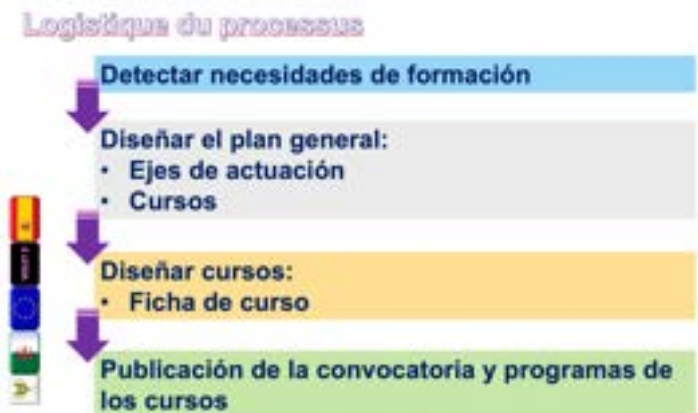 Logistique du processus
Detectar necesidades de formación
Diseñar el plan general:
• Ejes de actuación
• Cursos
Diseñar cursos:
• Ficha de curso
Publicación de la convocatoria y programas de
los cursos